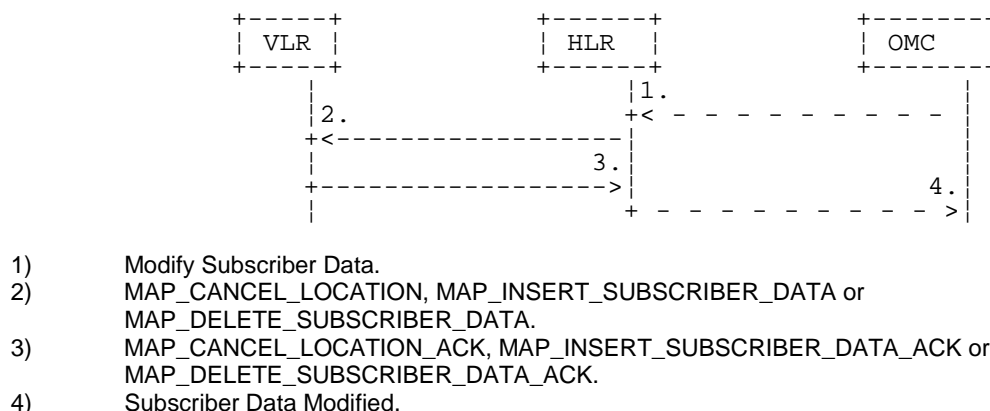 VLR HLR OMC
1.
2.
3.
4.
1) Modify Subscriber Data.
2) MAP_CANCEL_LOCATION, MAP_INSERT_SUBSCRIBER_DATA or
MAP_DELETE_SUBSCRIBER_DATA.
3) MAP_CANCEL_LOCATION_ACK, MAP_INSERT_SUBSCRIBER_DATA_ACK or
MAP_DELETE_SUBSCRIBER_DATA_ACK.
4) Subscriber Data Modified.